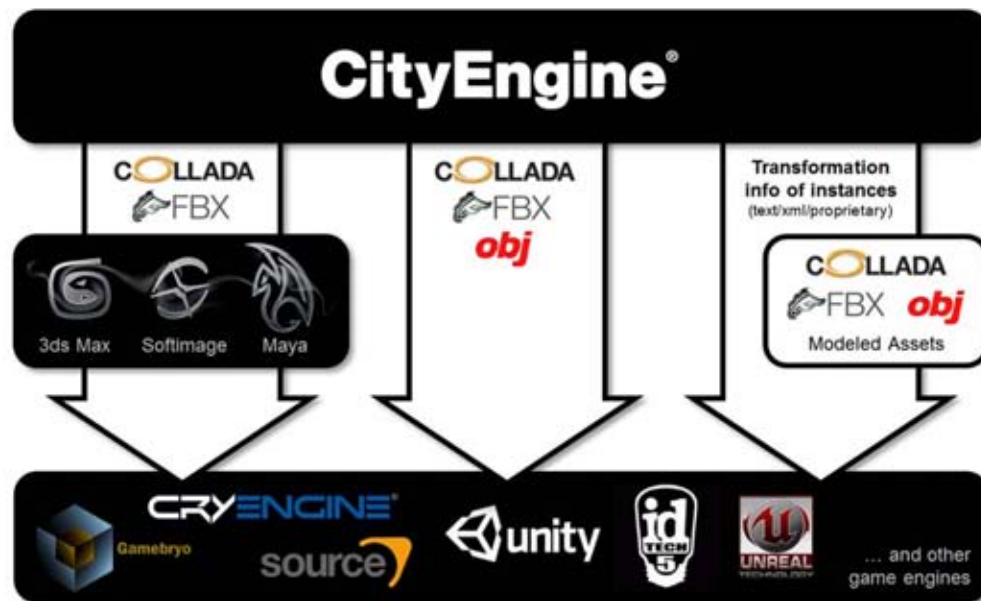 CityEngine®
COLLADA
FBX
COLLADA
FBX
obj
Transformation
info of instances
(text/xml/proprietary)
3ds Max
Softimage
Maya
COLLADA
FBX
obj
Modeled Assets
Gamebryo
CRYENGINE®
source
unity
id
TECH
5
UNREAL
TECHNOLOGY
... and other
game engines